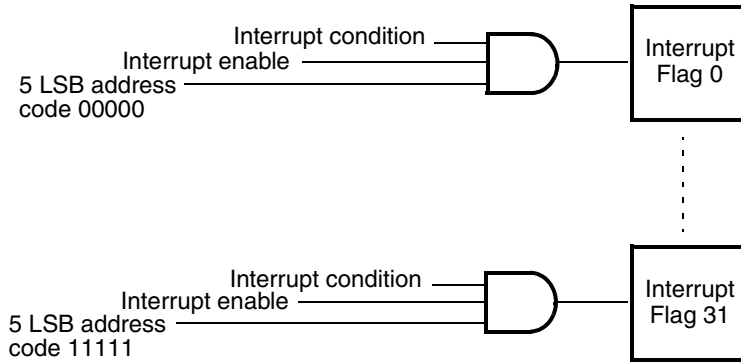 Interrupt condition
Interrupt enable
5 LSB address
code 00000
Interrupt
Flag 0
Interrupt condition
Interrupt enable
5 LSB address
code 11111
Interrupt
Flag 31